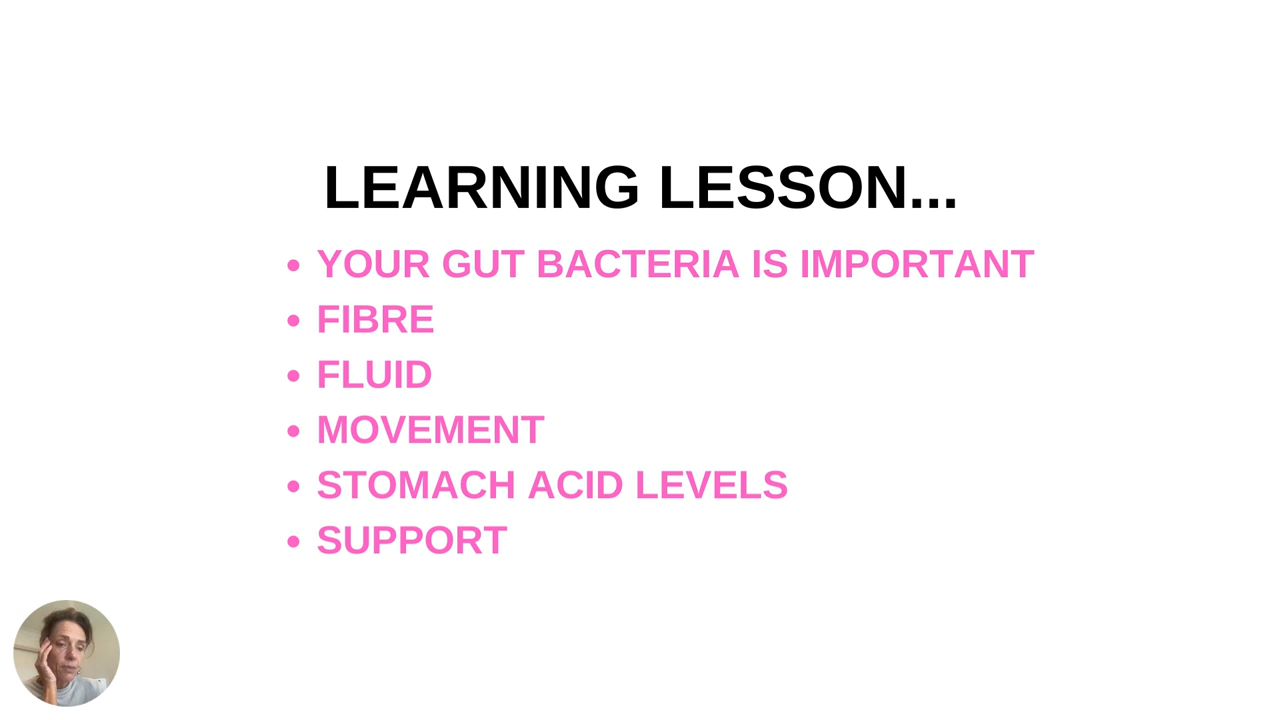 LEARNING LESSON...
• YOUR GUT BACTERIA IS IMPORTANT
• FIBRE
• FLUID
• MOVEMENT
• STOMACH ACID LEVELS
• SUPPORT